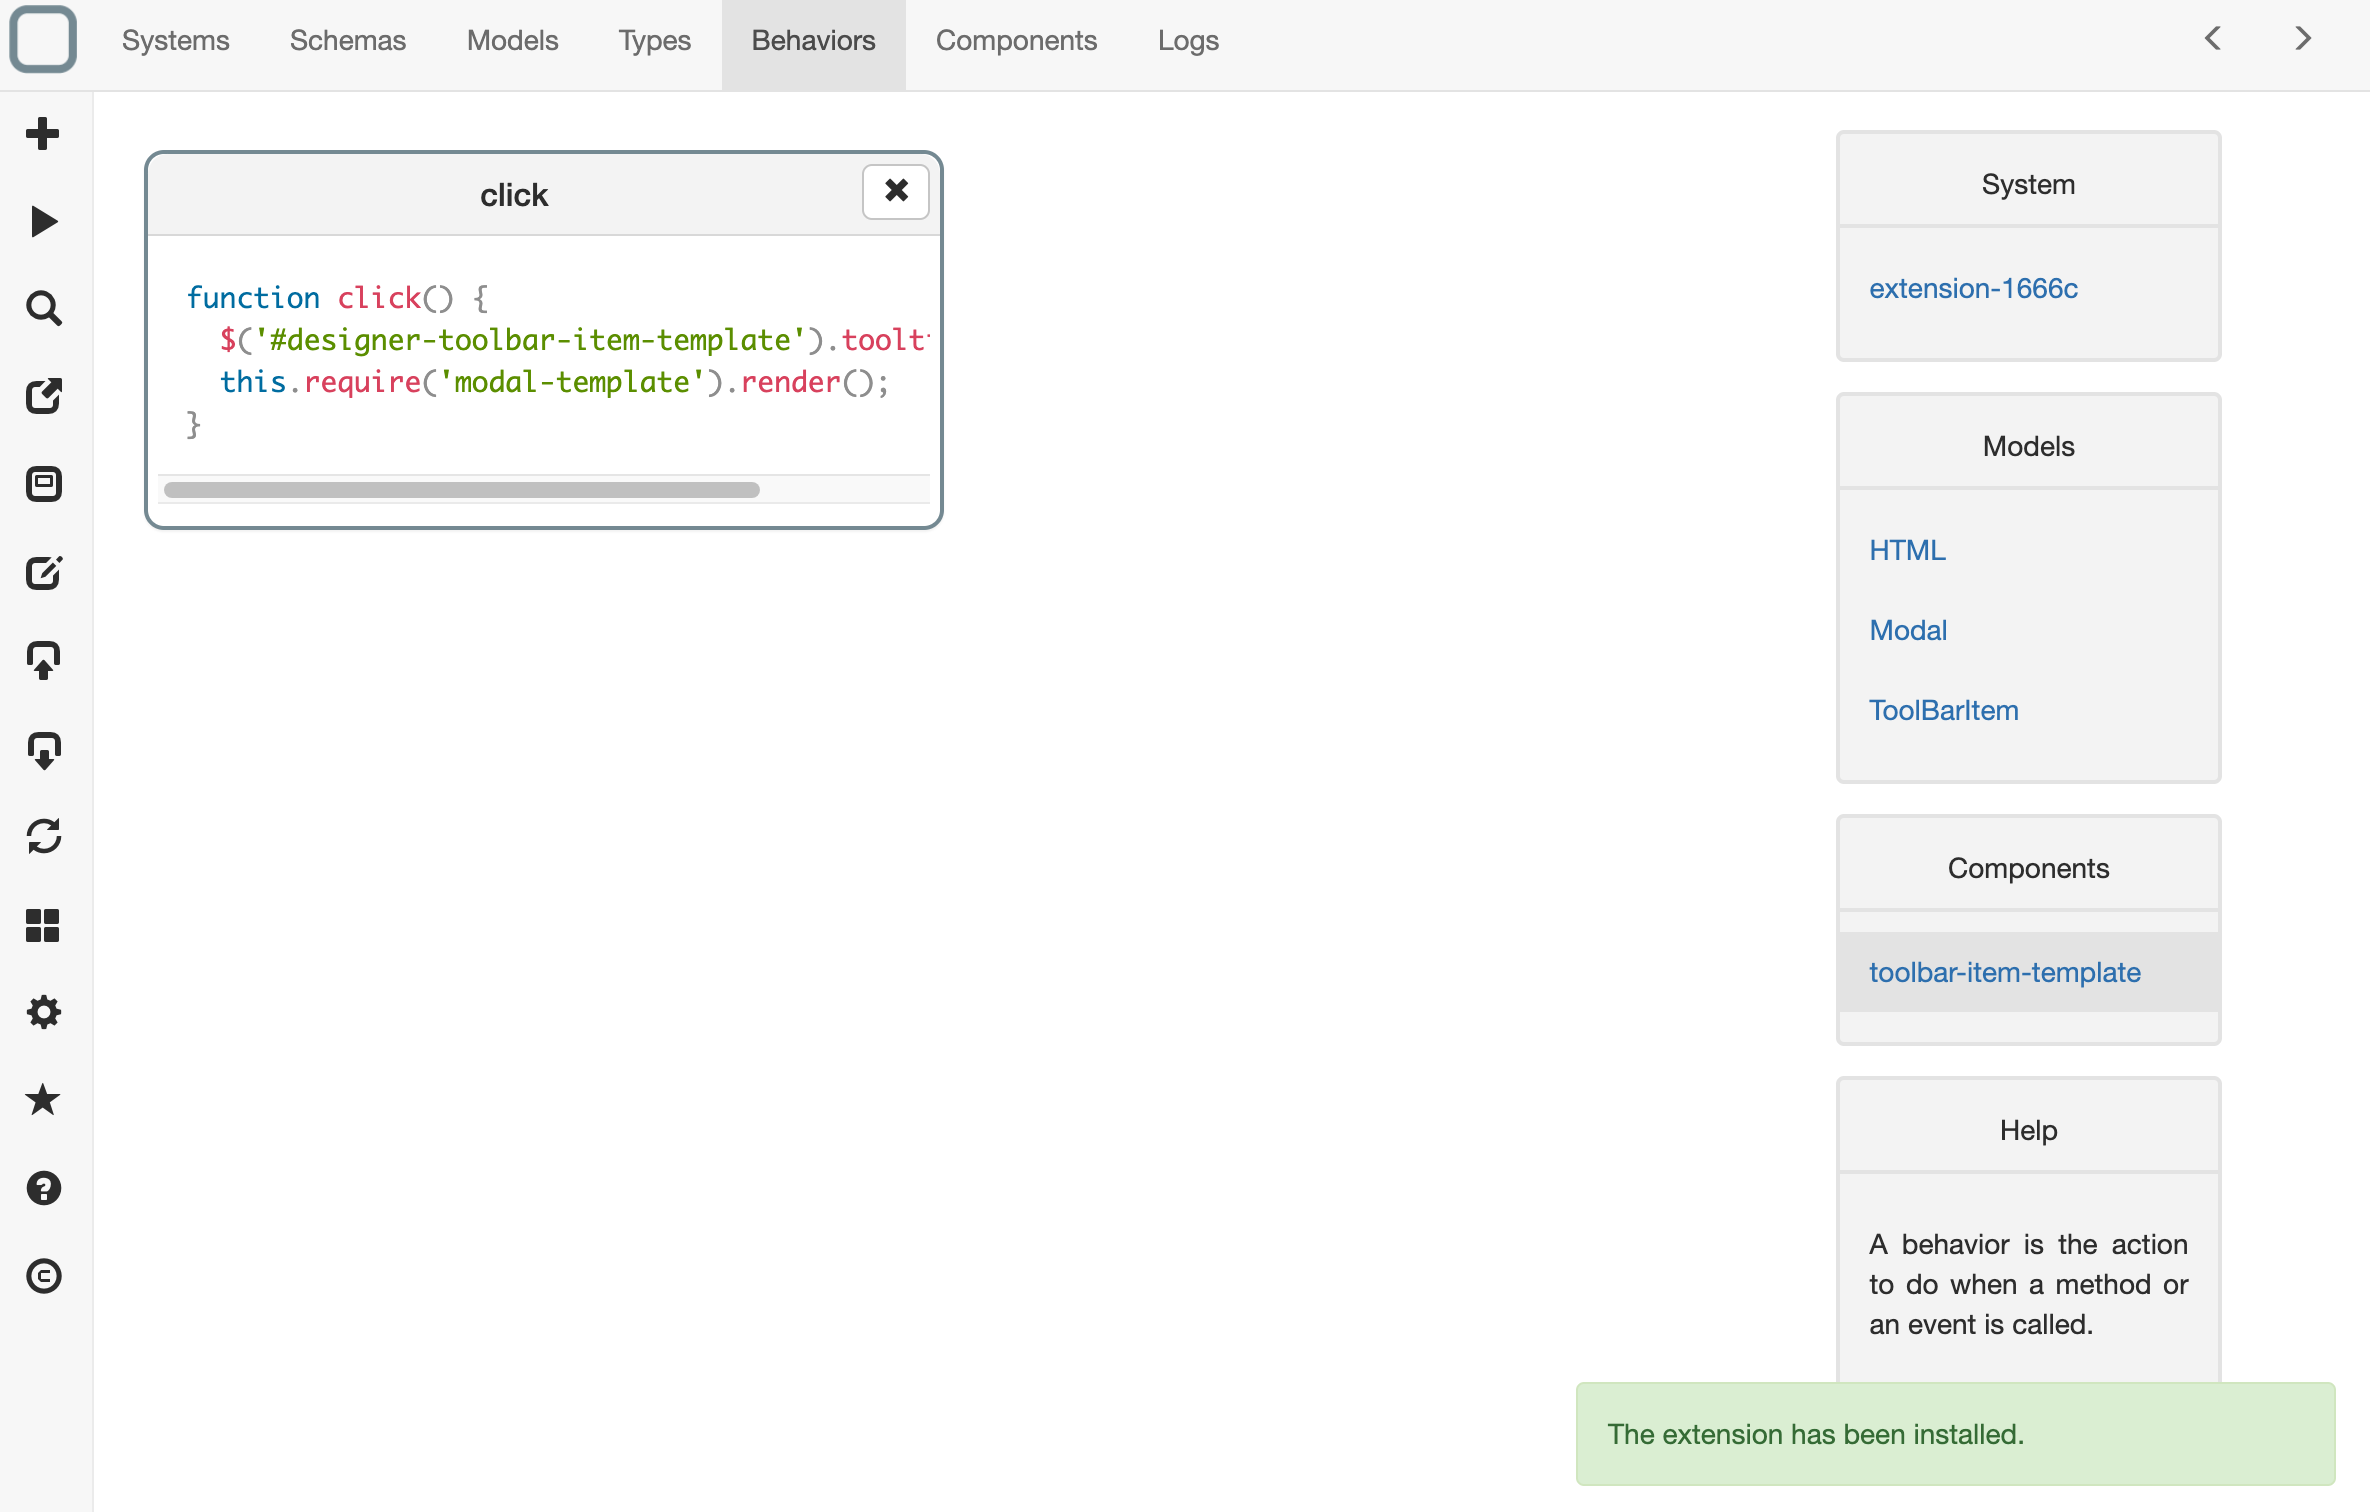 Systems Schemas Models Types Behaviors Components Logs
click
function click() {
$('#designer-toolbar-item-template').toolt
this.require('modal-template').render();
}
System
extension-1666c
Models
HTML
Modal
ToolBarItem
Components
toolbar-item-template
Help
A behavior is the action
to do when a method or
an event is called.
The extension has been installed.